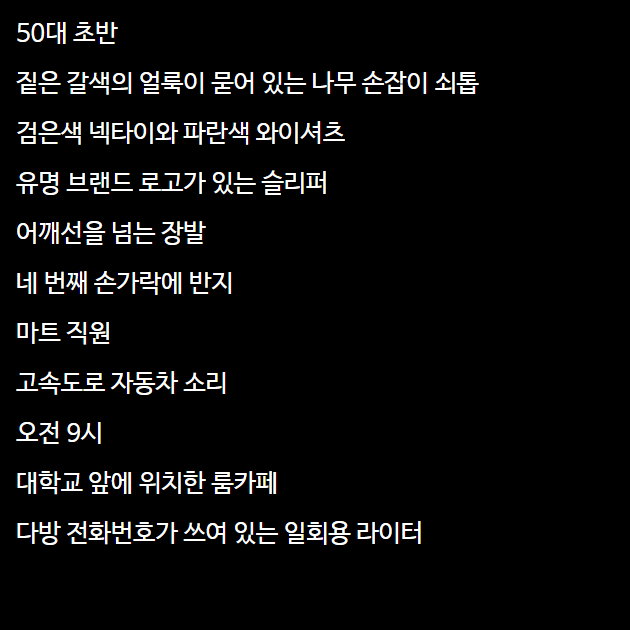 50대 초반
짙은 갈색의 얼룩이 묻어 있는 나무 손잡이 쇠톱
검은색 넥타이와 파란색 와이셔츠
유명 브랜드 로고가 있는 슬리퍼
어깨선을 넘는 장발
네 번째 손가락에 반지
마트 직원
고속도로 자동차 소리
오전 9시
대학교 앞에 위치한 룸카페
다방 전화번호가 쓰여 있는 일회용 라이터